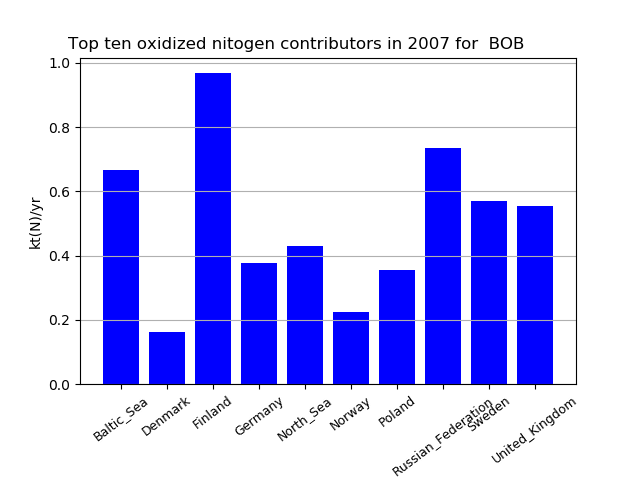 Top ten oxidized nitogen contributors in 2007 for  BOB
kt(N)/yr
1.0
0.8
0.6
0.4
0.2
0.0
Baltic_Sea
Denmark
Finland
Germany
North_Sea
Norway
Poland
Russian_Federation
Sweden
United_Kingdom